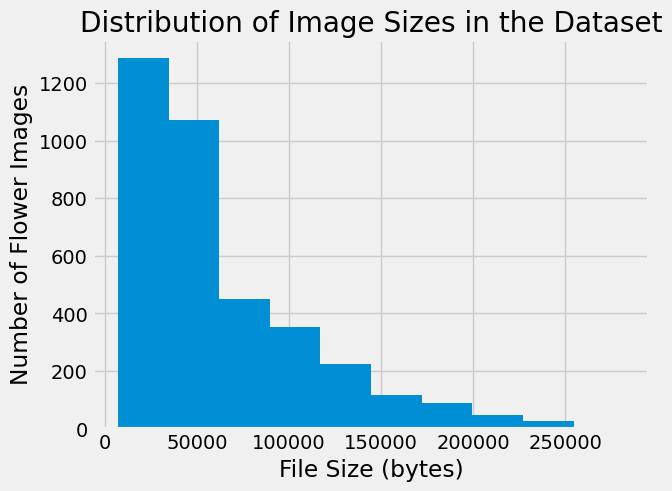 Distribution of Image Sizes in the Dataset
1200
1000
800
600
400
200
0
Number of Flower Images
0 50000 100000 150000 200000 250000
File Size (bytes)